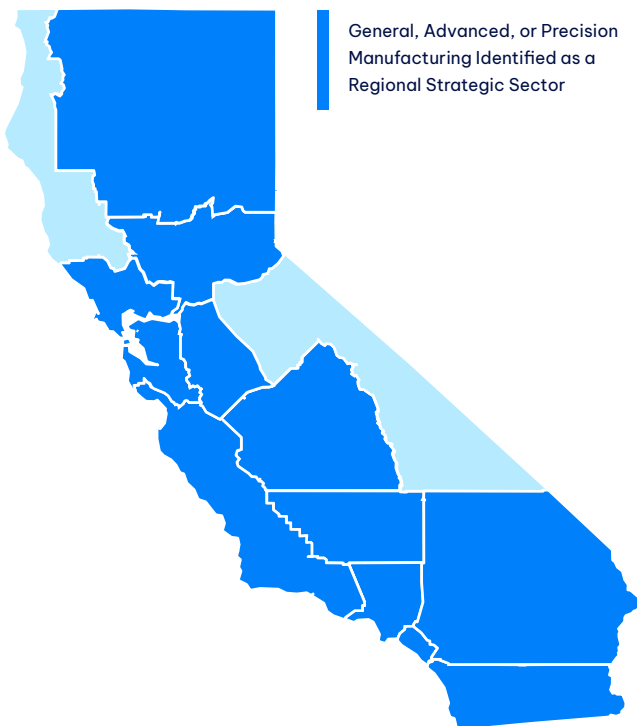 General, Advanced, or Precision
Manufacturing Identified as a
Regional Strategic Sector